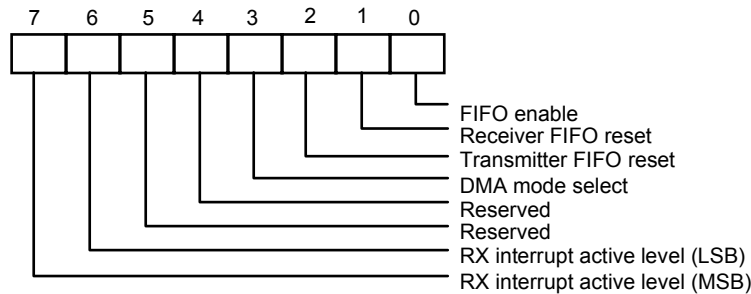 7 6 5 4 3 2 1 0
FIFO enable
Receiver FIFO reset
Transmitter FIFO reset
DMA mode select
Reserved
Reserved
RX interrupt active level (LSB)
RX interrupt active level (MSB)